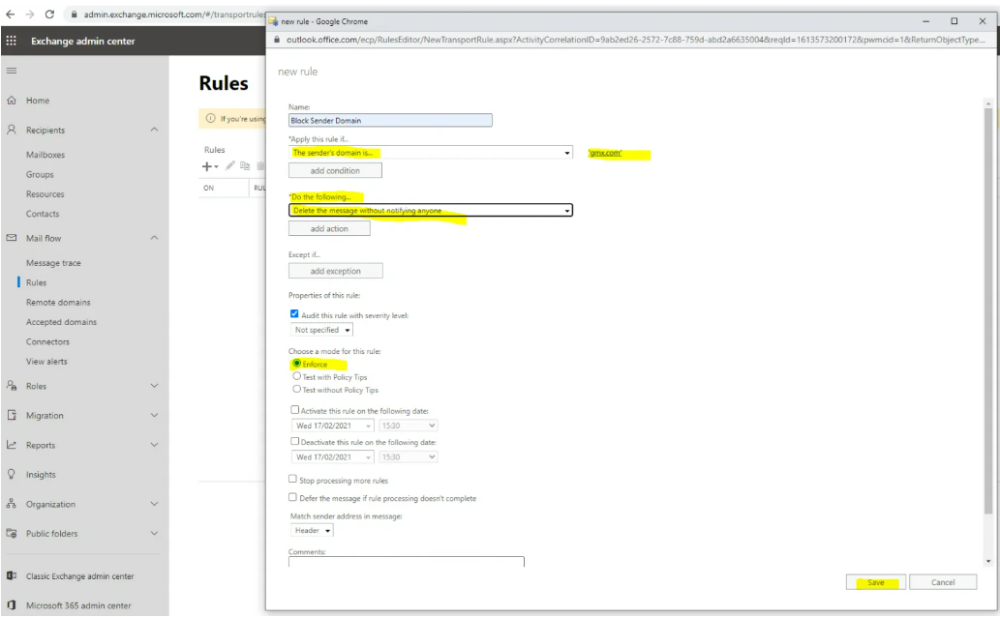 admin.exchange.microsoft.com/#/transportrules
new rule - Google Chrome
outlook.office.com/ecp/RulesEditor/NewTransportRule.aspx?ActivityCorrelationID=9ab2ed26-2572-7c88-759d-abd2a6635004&reqId=1613573200172&pwmcid=1&ReturnObjectType...
Exchange admin center
new rule
Home
Recipients
Mailboxes
Groups
Resources
Contacts
Mail flow
Message trace
Rules
Remote domains
Accepted domains
Connectors
View alerts
Roles
Migration
Reports
Insights
Organization
Public folders
Classic Exchange admin center
Microsoft 365 admin center
Rules
If you're using
Rules
ON RUL
Name:
Block Sender Domain
*Apply this rule if...
The sender's domain is... 'gmx.com'
add condition
*Do the following...
Delete the message without notifying anyone
add action
Except if...
add exception
Properties of this rule:
Audit this rule with severity level:
Not specified
Choose a mode for this rule:
Enforce
Test with Policy Tips
Test without Policy Tips
Activate this rule on the following date:
Wed 17/02/2021 15:30
Deactivate this rule on the following date:
Wed 17/02/2021 15:30
Stop processing more rules
Defer the message if rule processing doesn't complete
Match sender address in message:
Header
Comments:
Save Cancel